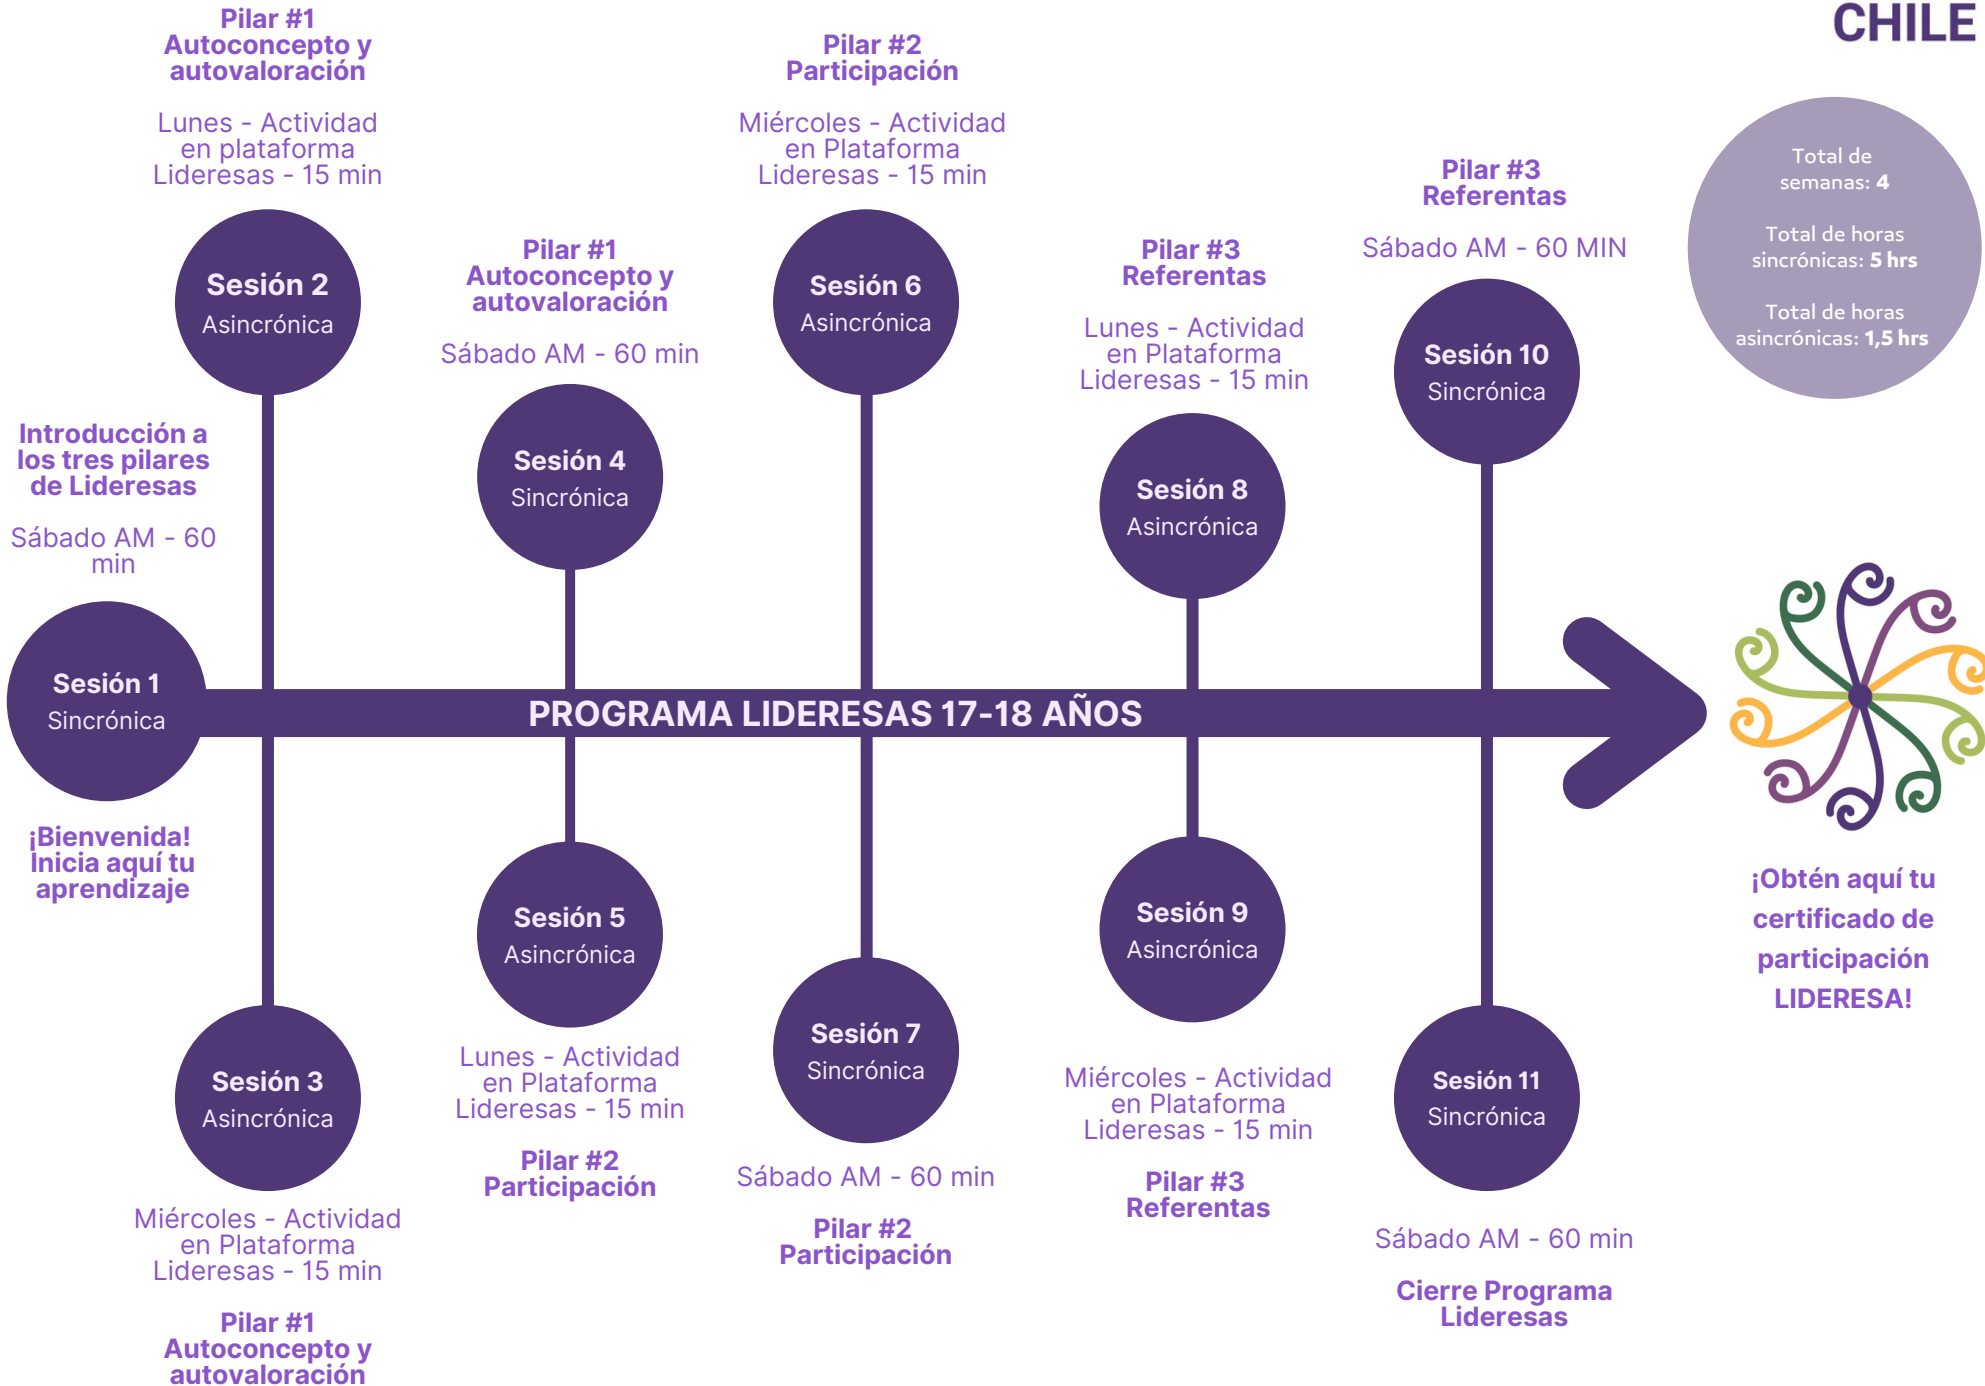 CHILE
Pilar #1
Autoconcepto y
autovaloración
Lunes - Actividad
en plataforma
Lideresas - 15 min
Sesión 2
Asincrónica
Pilar #1
Autoconcepto y
autovaloración
Sábado AM - 60 min
Sesión 4
Sincrónica
Pilar #2
Participación
Miércoles - Actividad
en Plataforma
Lideresas - 15 min
Sesión 6
Asincrónica
Pilar #3
Referentas
Lunes - Actividad
en Plataforma
Lideresas - 15 min
Sesión 8
Asincrónica
Pilar #3
Referentas
Sábado AM - 60 MIN
Sesión 10
Sincrónica
Total de
semanas: 4
Total de horas
sincrónicas: 5 hrs
Total de horas
asincrónicas: 1,5 hrs
Introducción a
los tres pilares
de Lideresas
Sábado AM - 60
min
Sesión 1
Sincrónica
¡Bienvenida!
Inicia aquí tu
aprendizaje
PROGRAMA LIDERESAS 17-18 AÑOS
Sesión 3
Asincrónica
Miércoles - Actividad
en Plataforma
Lideresas - 15 min
Pilar #1
Autoconcepto y
autovaloración
Sesión 5
Asincrónica
Lunes - Actividad
en Plataforma
Lideresas - 15 min
Pilar #2
Participación
Sesión 7
Sincrónica
Sábado AM - 60 min
Pilar #2
Participación
Sesión 9
Asincrónica
Miércoles - Actividad
en Plataforma
Lideresas - 15 min
Pilar #3
Referentas
Sesión 11
Sincrónica
Sábado AM - 60 min
Cierre Programa
Lideresas
¡Obtén aquí tu
certificado de
participación
LIDERESA!